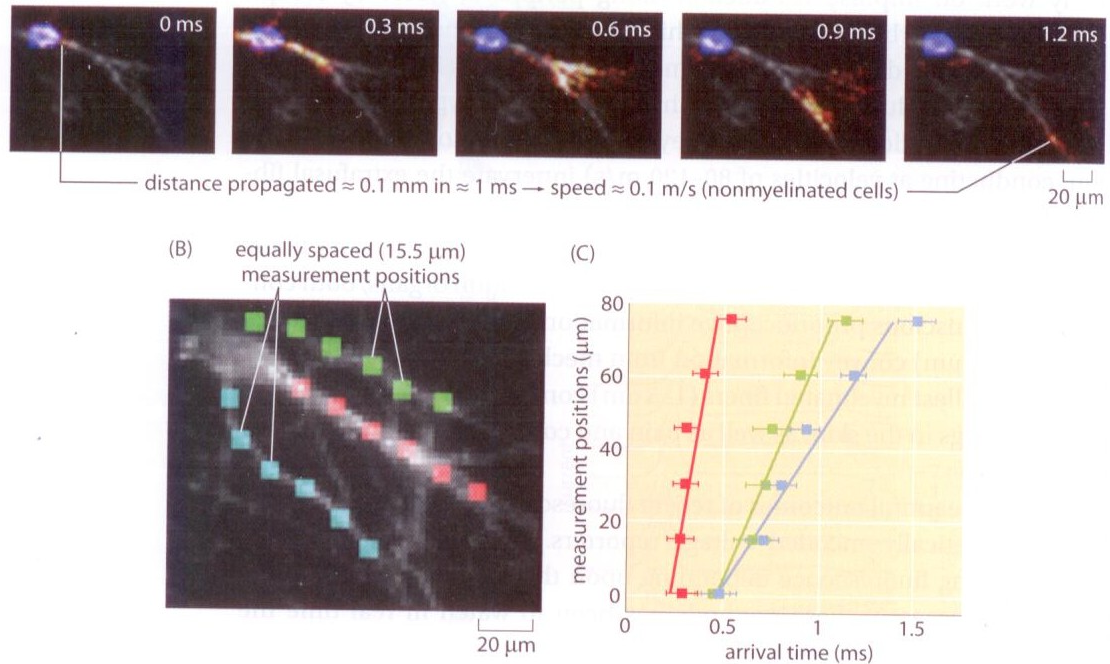 0 ms
0.3 ms
0.6 ms
0.9 ms
1.2 ms
distance propagated ≈ 0.1 mm in ≈ 1 ms → speed ≈ 0.1 m/s (nonmyelinated cells)
20 μm
(B)
equally spaced (15.5 μm)
measurement positions
20 μm
(C)
measurement positions (μm)
80
60
40
20
0
0
0.5
1
1.5
arrival time (ms)